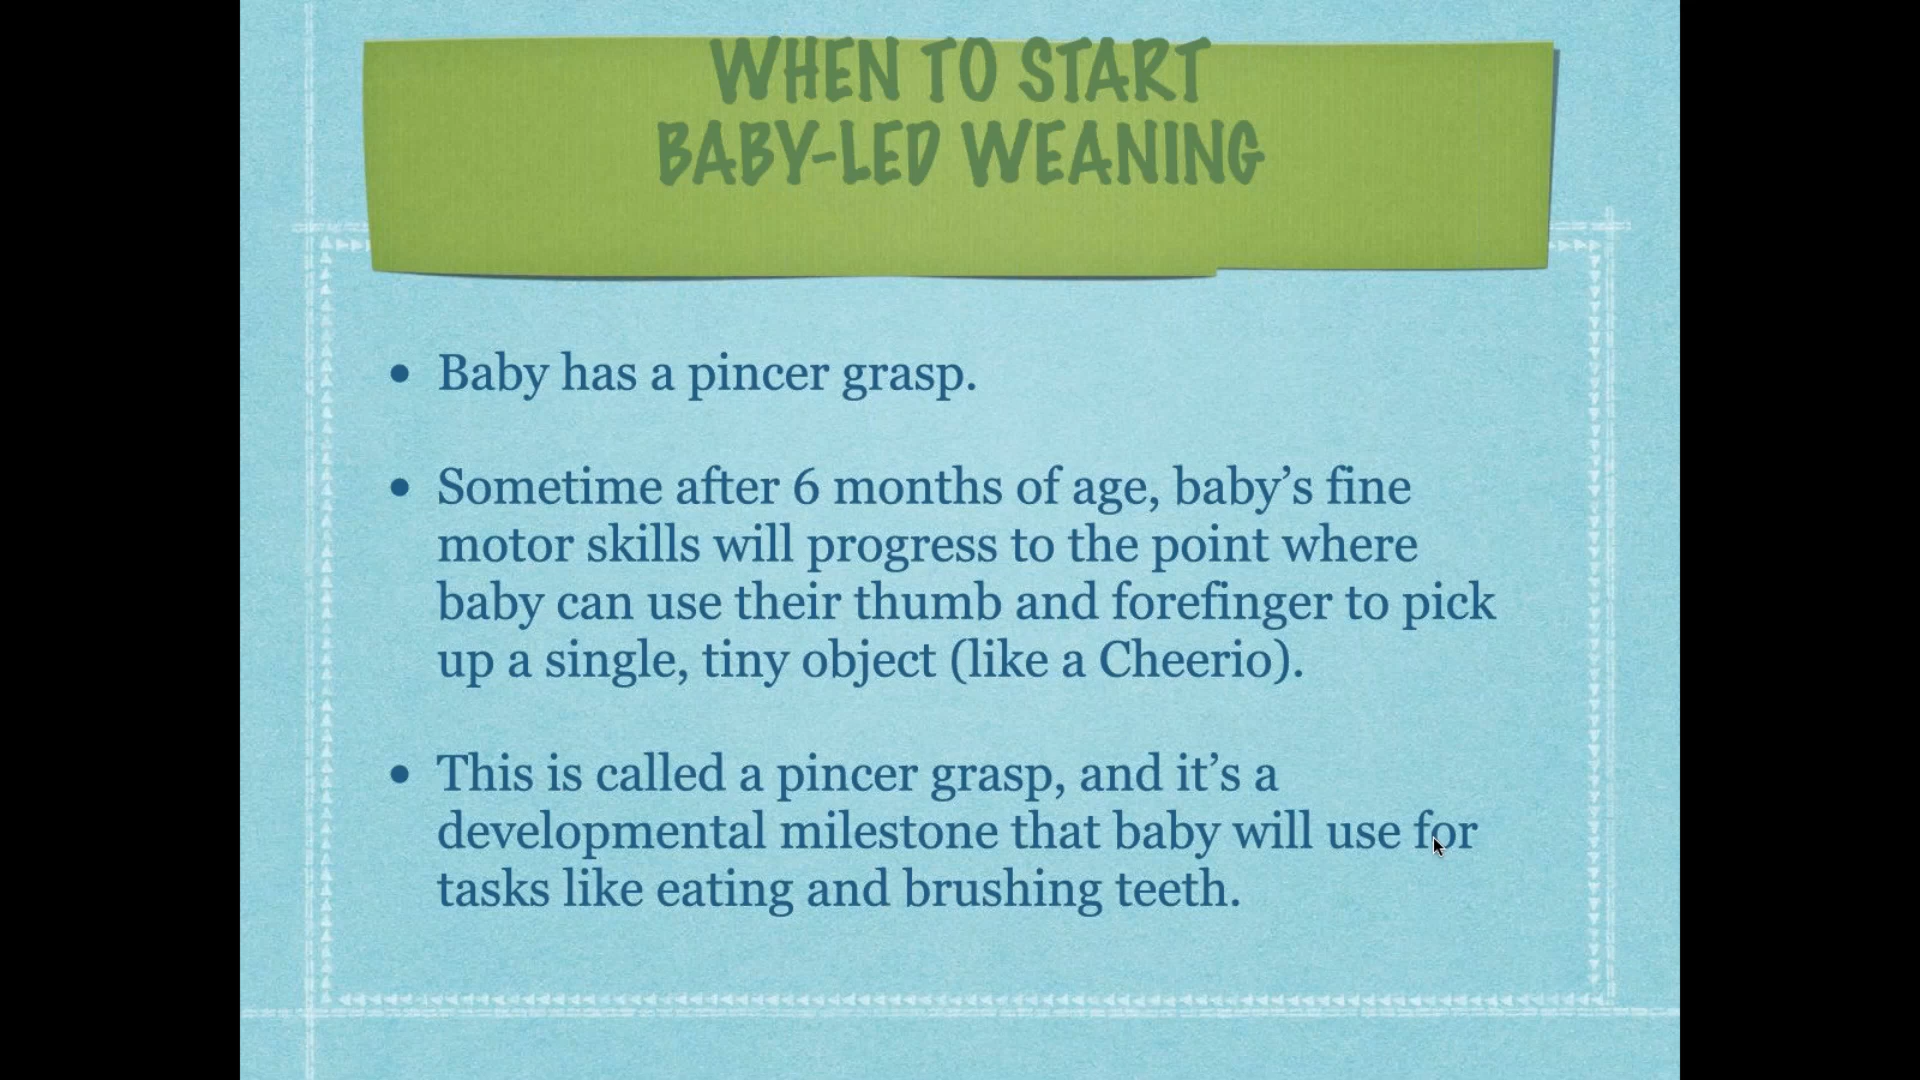 WHEN TO START
BABY-LED WEANING
• Baby has a pincer grasp.
• Sometime after 6 months of age, baby’s fine
motor skills will progress to the point where
baby can use their thumb and forefinger to pick
up a single, tiny object (like a Cheerio).
• This is called a pincer grasp, and it’s a
developmental milestone that baby will use for
tasks like eating and brushing teeth.